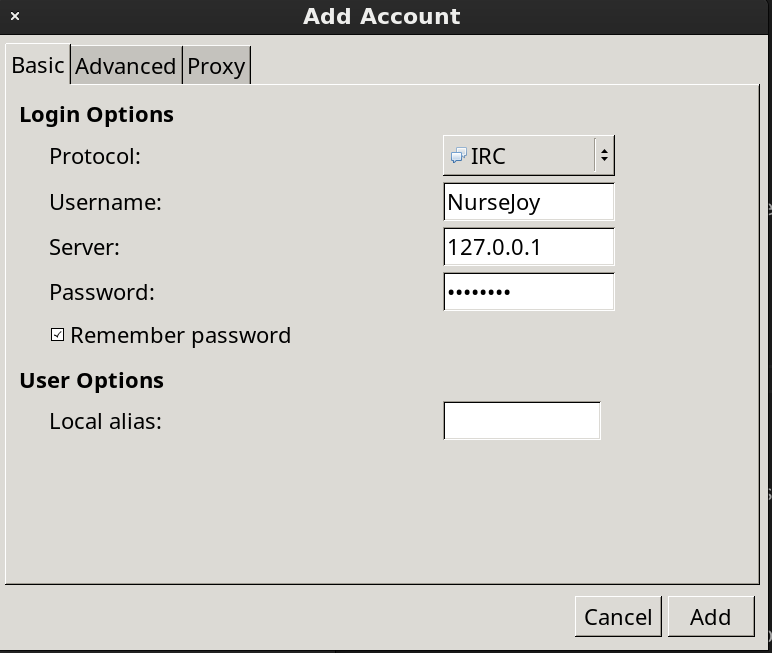 Add Account
Basic Advanced Proxy
Login Options
Protocol: IRC
Username: NurseJoy
Server: 127.0.0.1
Password: ••••••••
Remember password
User Options
Local alias:
Cancel Add